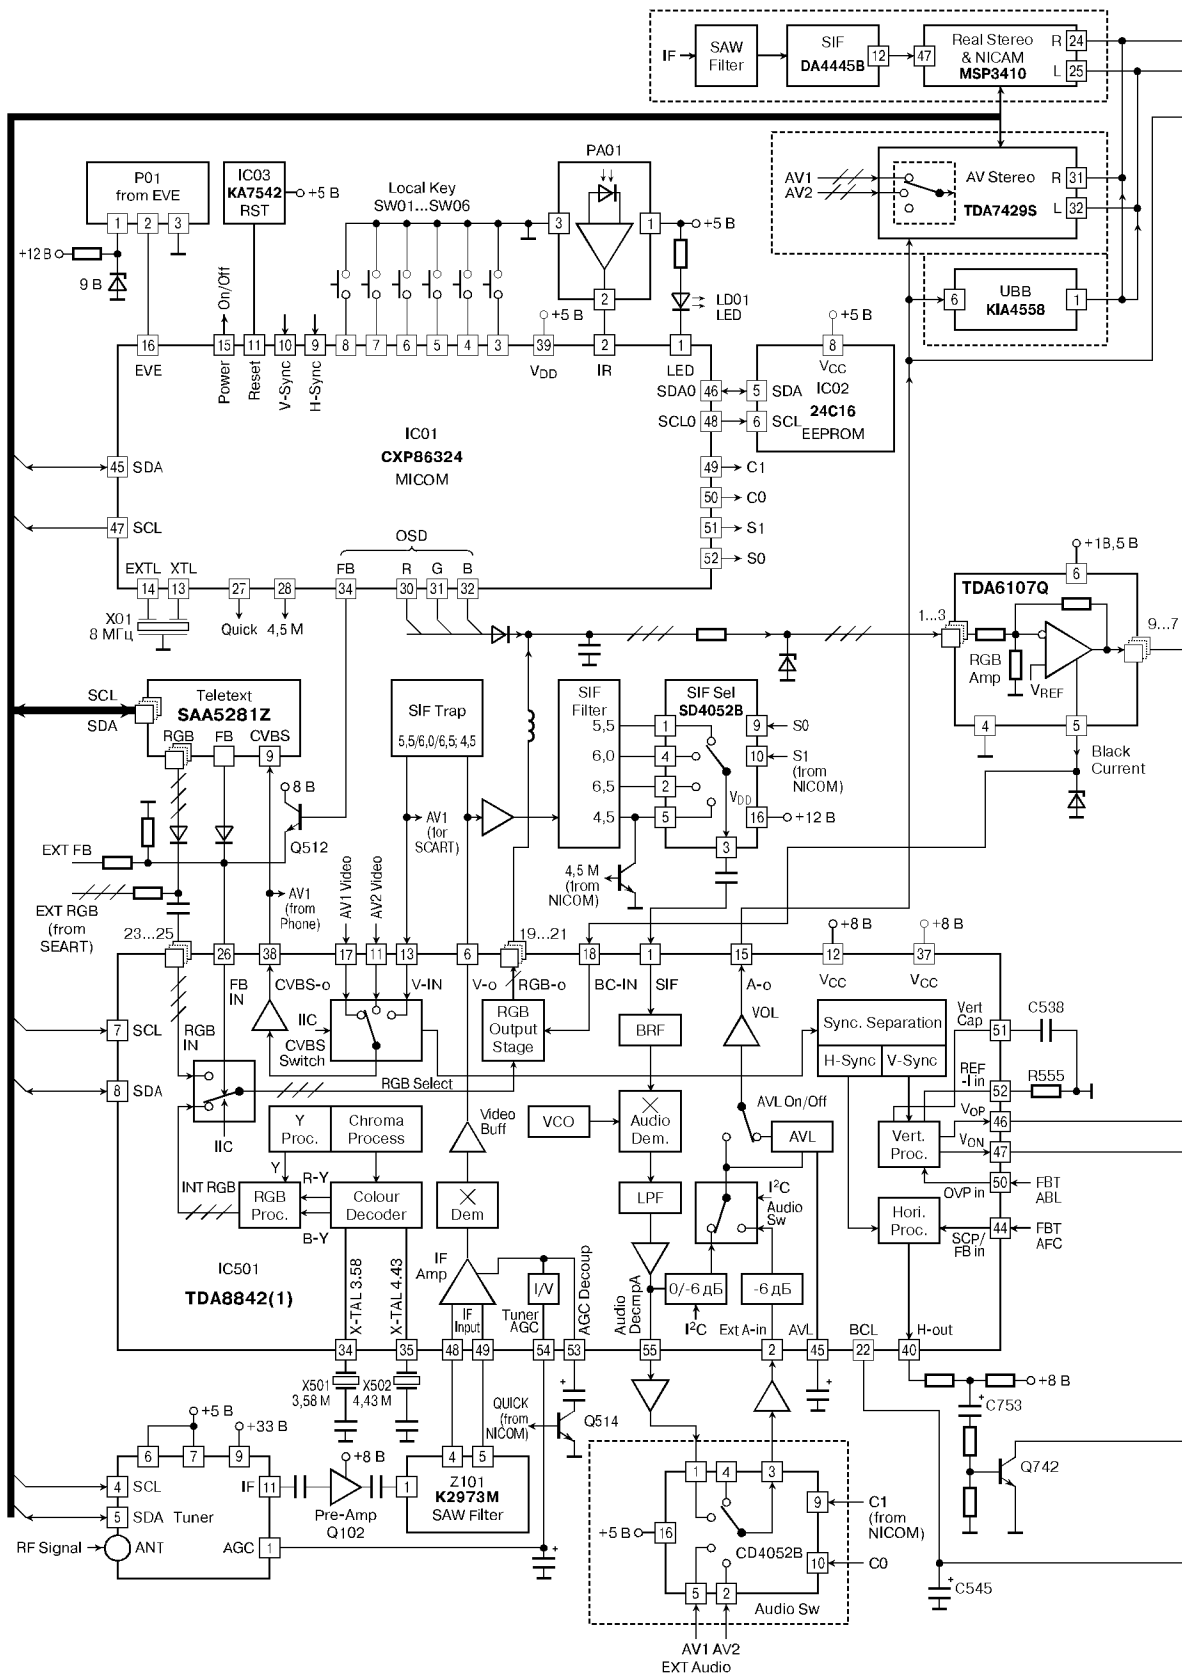 IF
SAW
Filter
SIF
DA4445B
12
47
Real Stereo
& NICAM
MSP3410
R 24
L 25
P01
from EVE
1 2 3
+12 В
9 В
IC03
KA7542
RST
+5 В
Local Key
SW01...SW06
PA01
3
1
2
+5 В
LD01
LED
AV1
AV2
AV Stereo
TDA7429S
R 31
L 32
6
UBB
KIA4558
1
On/Off
+5 В
+5 В
16 15 11 10 9 8 7 6 5 4 3 39 2 1
EVE
Power
Reset
V-Sync
H-Sync
VDD
IR
LED
8
VCC
IC02
24C16
EEPROM
SDA0 46
5 SDA
SCL0 48
6 SCL
IC01
CXP86324
MICOM
45 SDA
47 SCL
49 C1
50 C0
51 S1
52 S0
OSD
EXTL XTL
FB R G B
14 13 27 28 34 30 31 32
X01
8 МГц
Quick
4,5 M
+1B,5 В
6
TDA6107Q
1...3
9...7
RGB
Amp
VREF
4
5
Black
Current
SCL
SDA
Teletext
SAA5281Z
RGB FB CVBS
9
SIF Trap
5,5/6,0/6,5; 4,5
SIF
Filter
5,5
6,0
6,5
4,5
SIF Sel
SD4052B
1
4
2
5
9 S0
10 S1
(1rom
NICOM)
VDD
16 +12 В
3
8 В
Q512
EXT FB
EXT RGB
(from
SEART)
AV1
(from
Phone)
AV1
(1or
SCART)
AV1 Video
AV2 Video
4,5 M
(1rom
NICOM)
+8 В
+8 В
23...25
19...21
26 38 17 11 13 6 18 1 15 12 37
FB
IN
CVBS-o
V-IN
V-o
RGB-o
BC-IN
SIF
A-o
VCC
VCC
7 SCL
8 SDA
RGB
IN
IIC
CVBS
Switch
RGB
Output
Stage
BRF
VOL
Sync. Separation
H-Sync
V-Sync
Vert
Cap
51
C538
REF
-I in
52
R555
VOP
46
VON
47
RGB Select
IIC
Y
Proc.
Chroma
Process
Video
Buff
VCO
Audio
Dem.
AVL On/Off
AVL
Vert.
Proc.
OVP in
50 FBT
ABL
INT RGB
Y
R-Y
B-Y
RGB
Proc.
Colour
Decoder
Dem
LPF
I²C
Audio
Sw
Hori.
Proc.
SCP/
FB in
44 FBT
AFC
IC501
TDA8842(1)
X-TAL 3.58
X-TAL 4.43
IF
Amp
IF
Input
Tuner
AGC
I/V
AGC Decoup
Audio
DecmpA
0/-6 дБ
I²C
-6 дБ
Ext A-in
AVL
BCL
H-out
34 35 48 49 54 53 55 2 45 22 40
X501
3,58 M
X502
4,43 M
QUICK
(from
NICOM)
Q514
+
+
+8 В
+ C753
Q742
+5 В
+33 В
6 7 9
4 SCL
5 SDA Tuner
RF Signal
ANT
IF 11
AGC 1
+8 В
Pre-Amp
Q102
4 5
1
Z101
K2973M
SAW Filter
+
1 4 3
+5 В
16
9 C1
(from
NICOM)
CD4052B
10 C0
5 2
Audio Sw
AV1 AV2
EXT Audio
+ C545